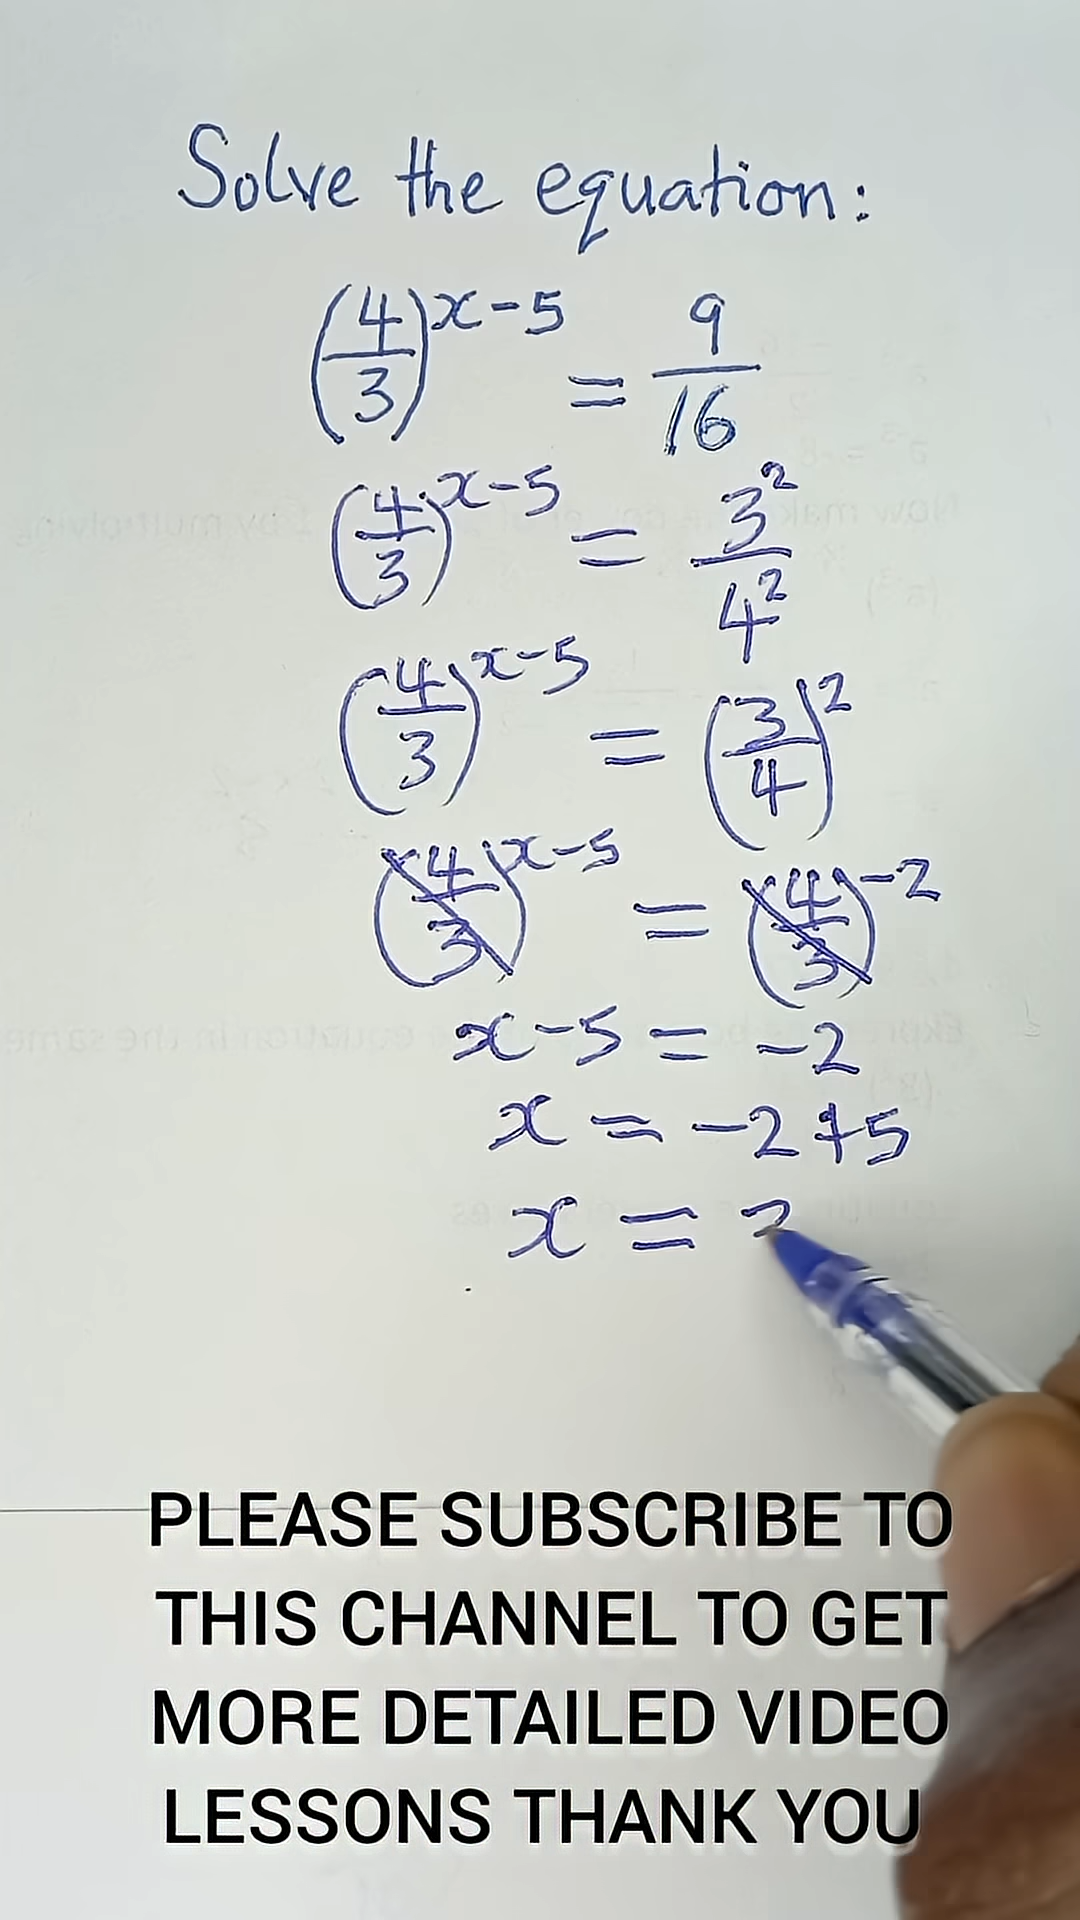 Solve the equation:
(4/3)^(x-5) = 9/16
(4/3)^(x-5) = 3²/4²
(4/3)^(x-5) = (3/4)²
(4/3)^(x-5) = (4/3)^(-2)
x-5 = -2
x = -2+5
x =
PLEASE SUBSCRIBE TO
THIS CHANNEL TO GET
MORE DETAILED VIDEO
LESSONS THANK YOU